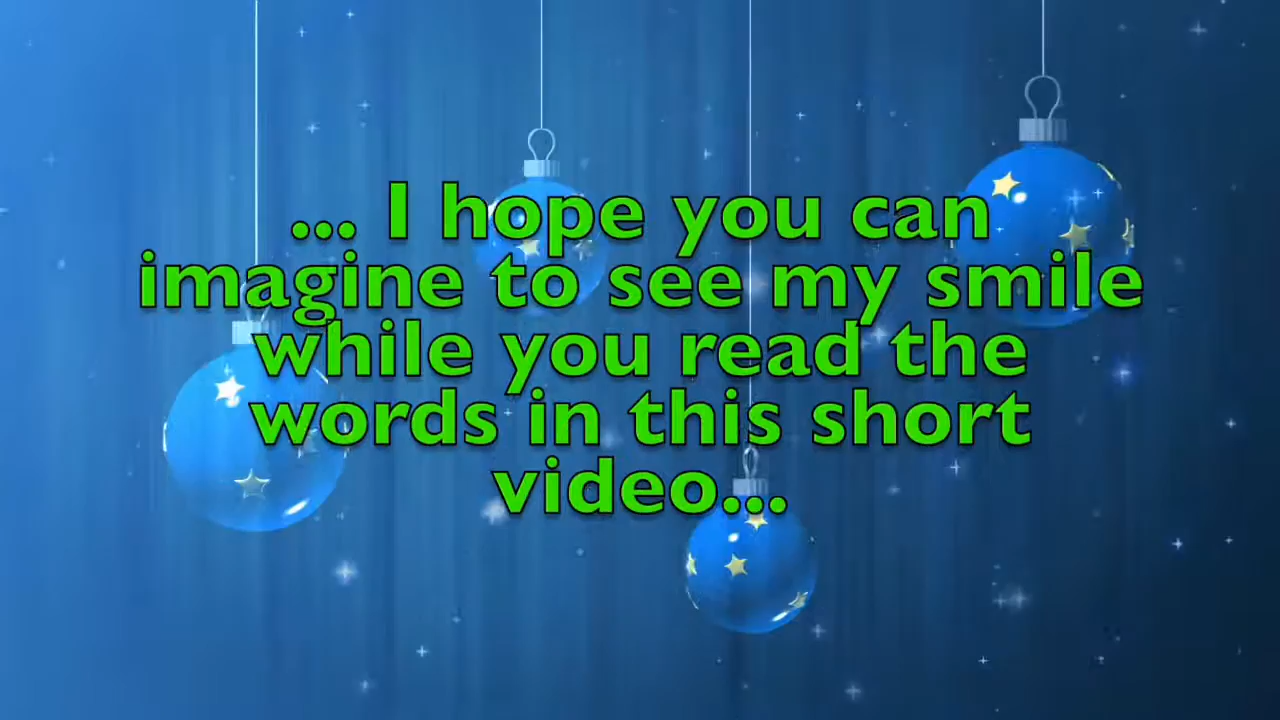 ... I hope you can
imagine to see my smile
while you read the
words in this short
video...